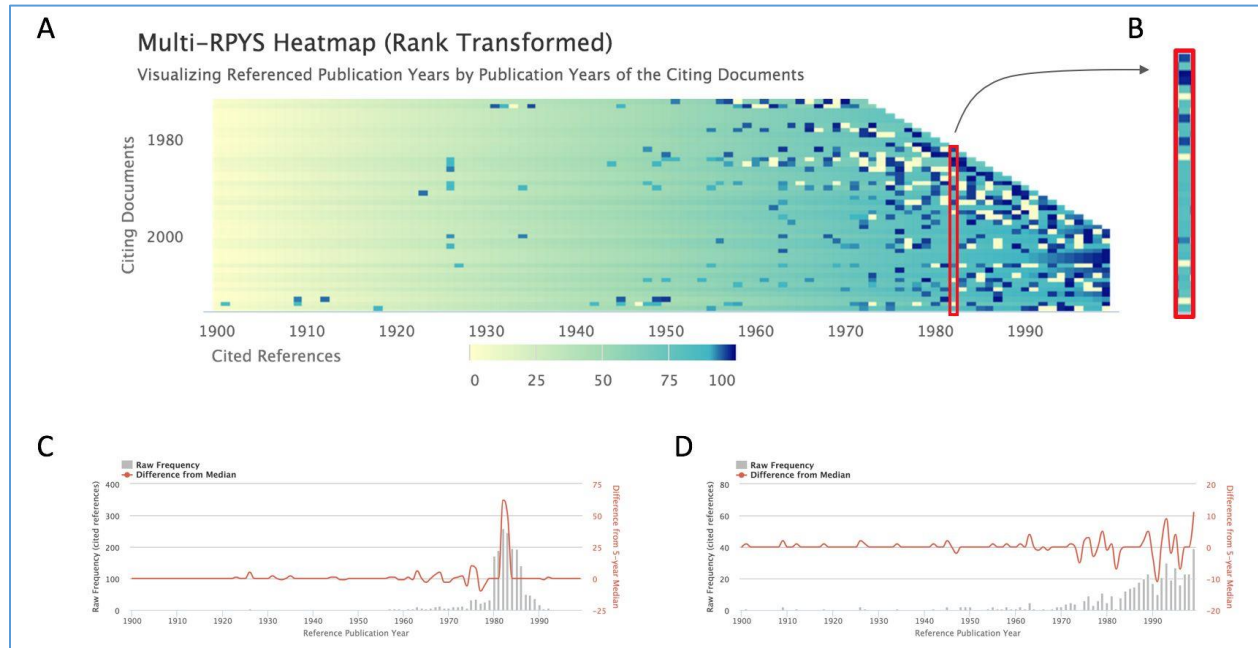 A
B
Multi-RPYS Heatmap (Rank Transformed)
Visualizing Referenced Publication Years by Publication Years of the Citing Documents
Citing Documents
1980
2000
1900 1910 1920 1930 1940 1950 1960 1970 1980 1990
Cited References
0 25 50 75 100
C
Raw Frequency
Difference from Median
Raw Frequency (cited references)
400
300
200
100
0
75
50
25
0
-25
Difference from 5-year Median
1900 1910 1920 1930 1940 1950 1960 1970 1980 1990
Reference Publication Year
D
Raw Frequency
Difference from Median
Raw Frequency (cited references)
80
60
40
20
0
20
10
0
-10
-20
Difference from 5-year Median
1900 1910 1920 1930 1940 1950 1960 1970 1980 1990
Reference Publication Year